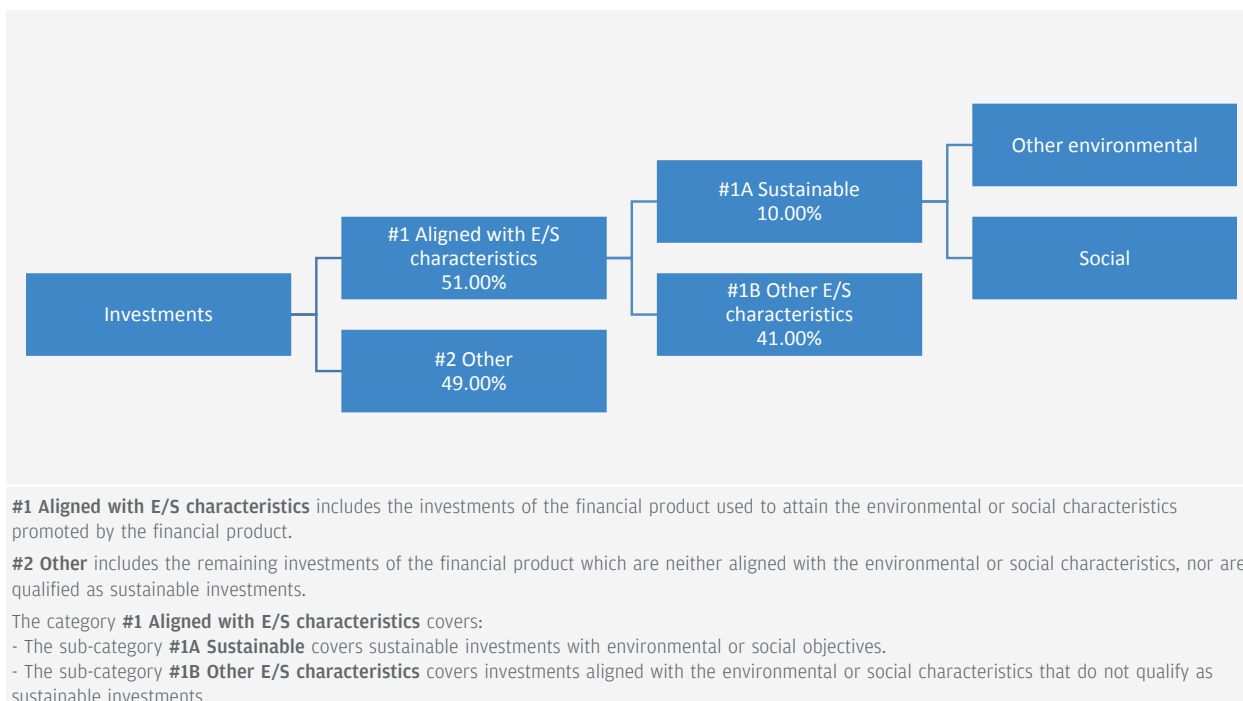 Other environmental
#1A Sustainable
10.00%
#1 Aligned with E/S
characteristics
51.00%
Social
#1B Other E/S
characteristics
41.00%
Investments
#2 Other
49.00%
#1 Aligned with E/S characteristics includes the investments of the financial product used to attain the environmental or social characteristics
promoted by the financial product.
#2 Other includes the remaining investments of the financial product which are neither aligned with the environmental or social characteristics, nor are
qualified as sustainable investments.
The category #1 Aligned with E/S characteristics covers:
- The sub-category #1A Sustainable covers sustainable investments with environmental or social objectives.
- The sub-category #1B Other E/S characteristics covers investments aligned with the environmental or social characteristics that do not qualify as
sustainable investments